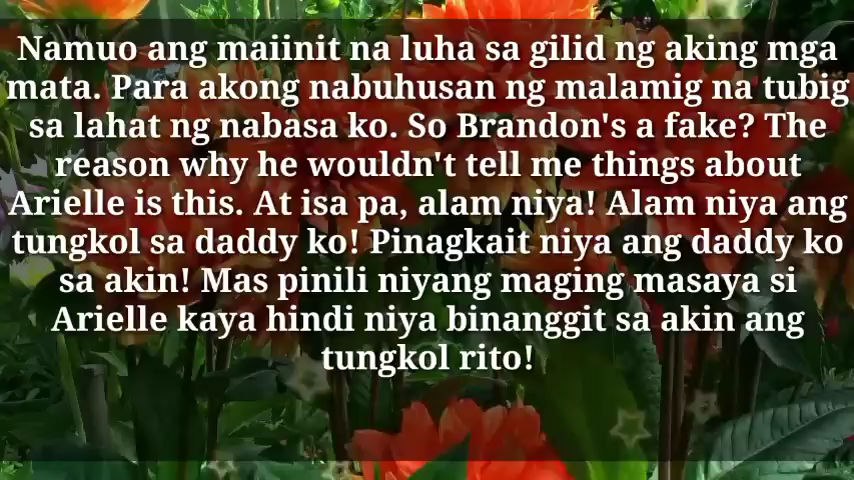 Namuo ang maiinit na luha sa gilid ng aking mga
mata. Para akong nabuhusan ng malamig na tubig
sa lahat ng nabasa ko. So Brandon's a fake? The
reason why he wouldn't tell me things about
Arielle is this. At isa pa, alam niya! Alam niya ang
tungkol sa daddy ko! Pinagkait niya ang daddy ko
sa akin! Mas pinili niyang maging masaya si
Arielle kaya hindi niya binanggit sa akin ang
tungkol rito!